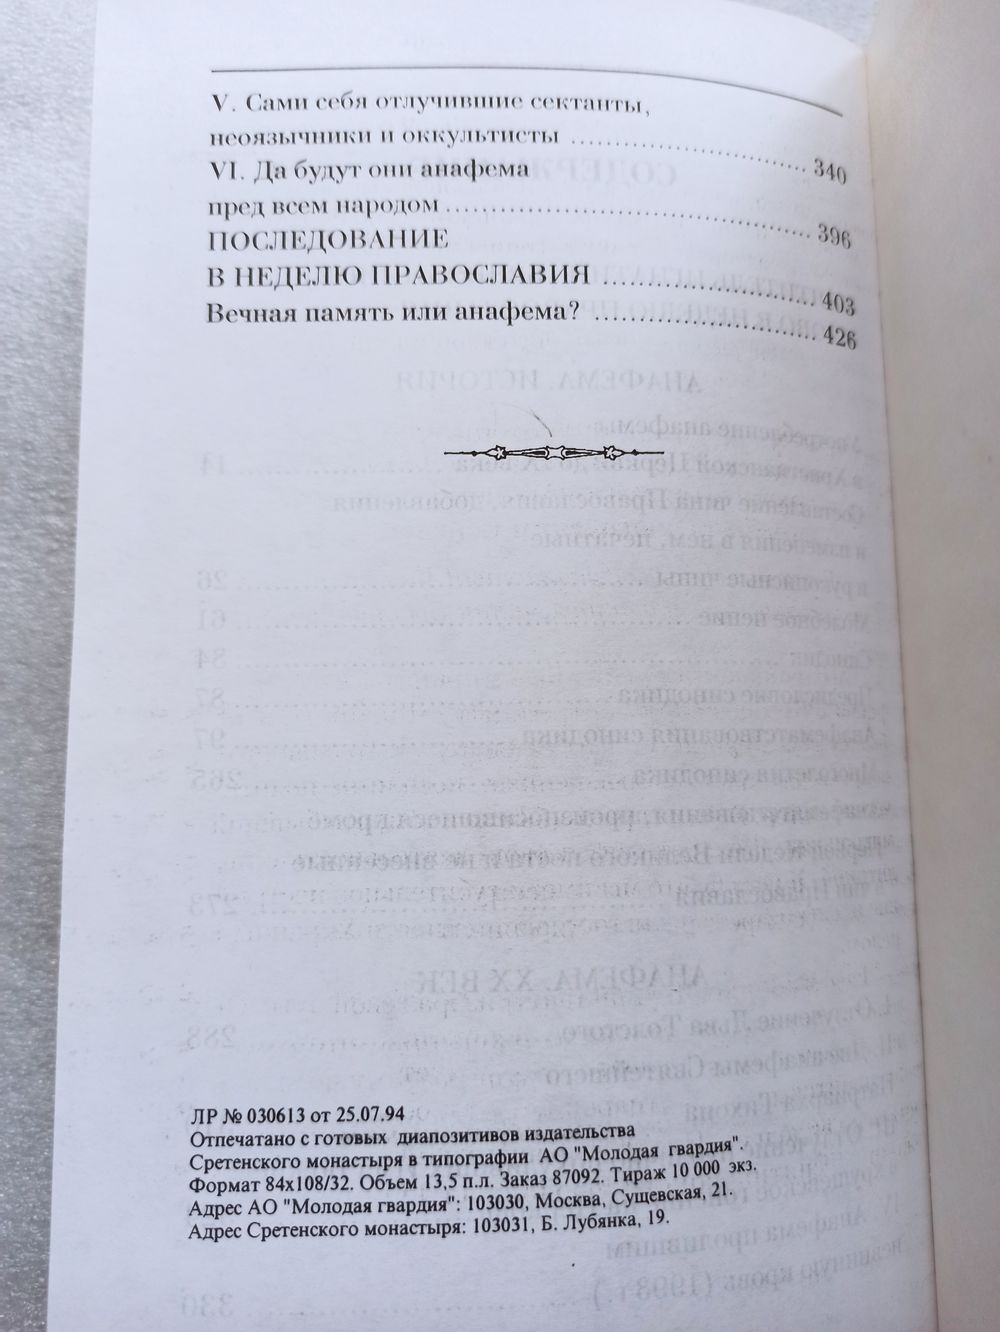 V. Сами себя отлучившие сектанты,
неоязычники и оккультисты ........................ 340
VI. Да будут они анафема
пред всем народом ........................ 396
ПОСЛЕДОВАНИЕ
В НЕДЕЛЮ ПРАВОСЛАВИЯ ........................ 403
Вечная память или анафема? ........................ 426
ЛР № 030613 от 25.07.94
Отпечатано с готовых диапозитивов издательства
Сретенского монастыря в типографии АО "Молодая гвардия".
Формат 84х108/32. Объем 13,5 п.л. Заказ 87092. Тираж 10 000 экз.
Адрес АО "Молодая гвардия": 103030, Москва, Сущевская, 21.
Адрес Сретенского монастыря: 103031, Б. Лубянка, 19.